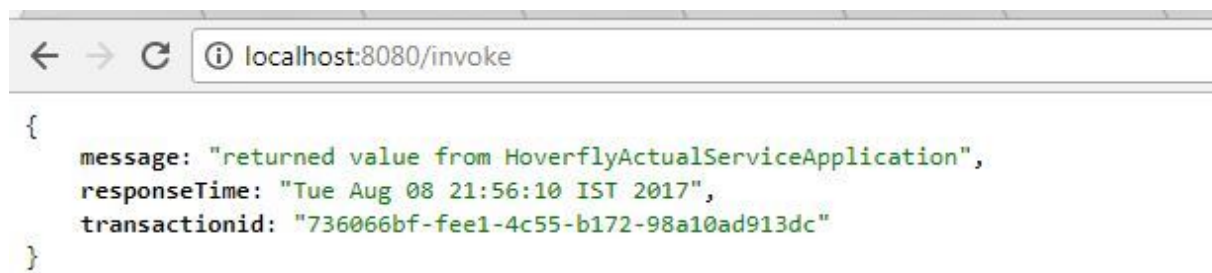 localhost:8080/invoke
{
message: "returned value from HoverflyActualServiceApplication",
responseTime: "Tue Aug 08 21:56:10 IST 2017",
transactionid: "736066bf-fee1-4c55-b172-98a10ad913dc"
}